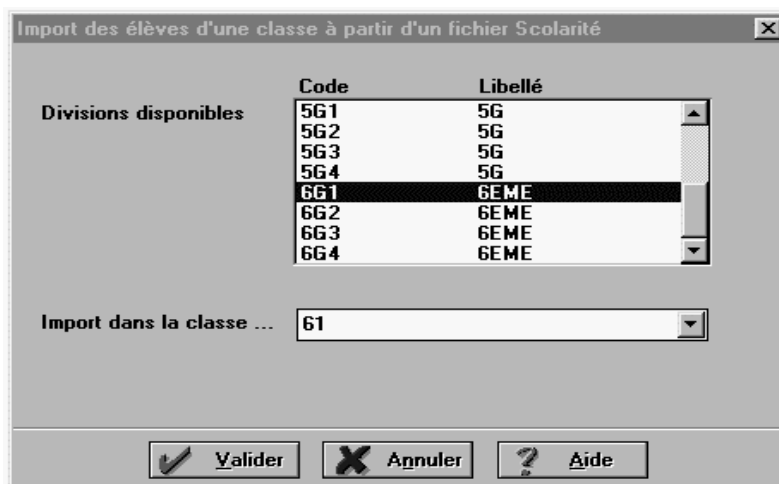 Import des élèves d'une classe à partir d'un fichier Scolarité
Code Libellé
Divisions disponibles
5G1 5G
5G2 5G
5G3 5G
5G4 5G
6G1 6EME
6G2 6EME
6G3 6EME
6G4 6EME
Import dans la classe ... 61
Valider Annuler Aide